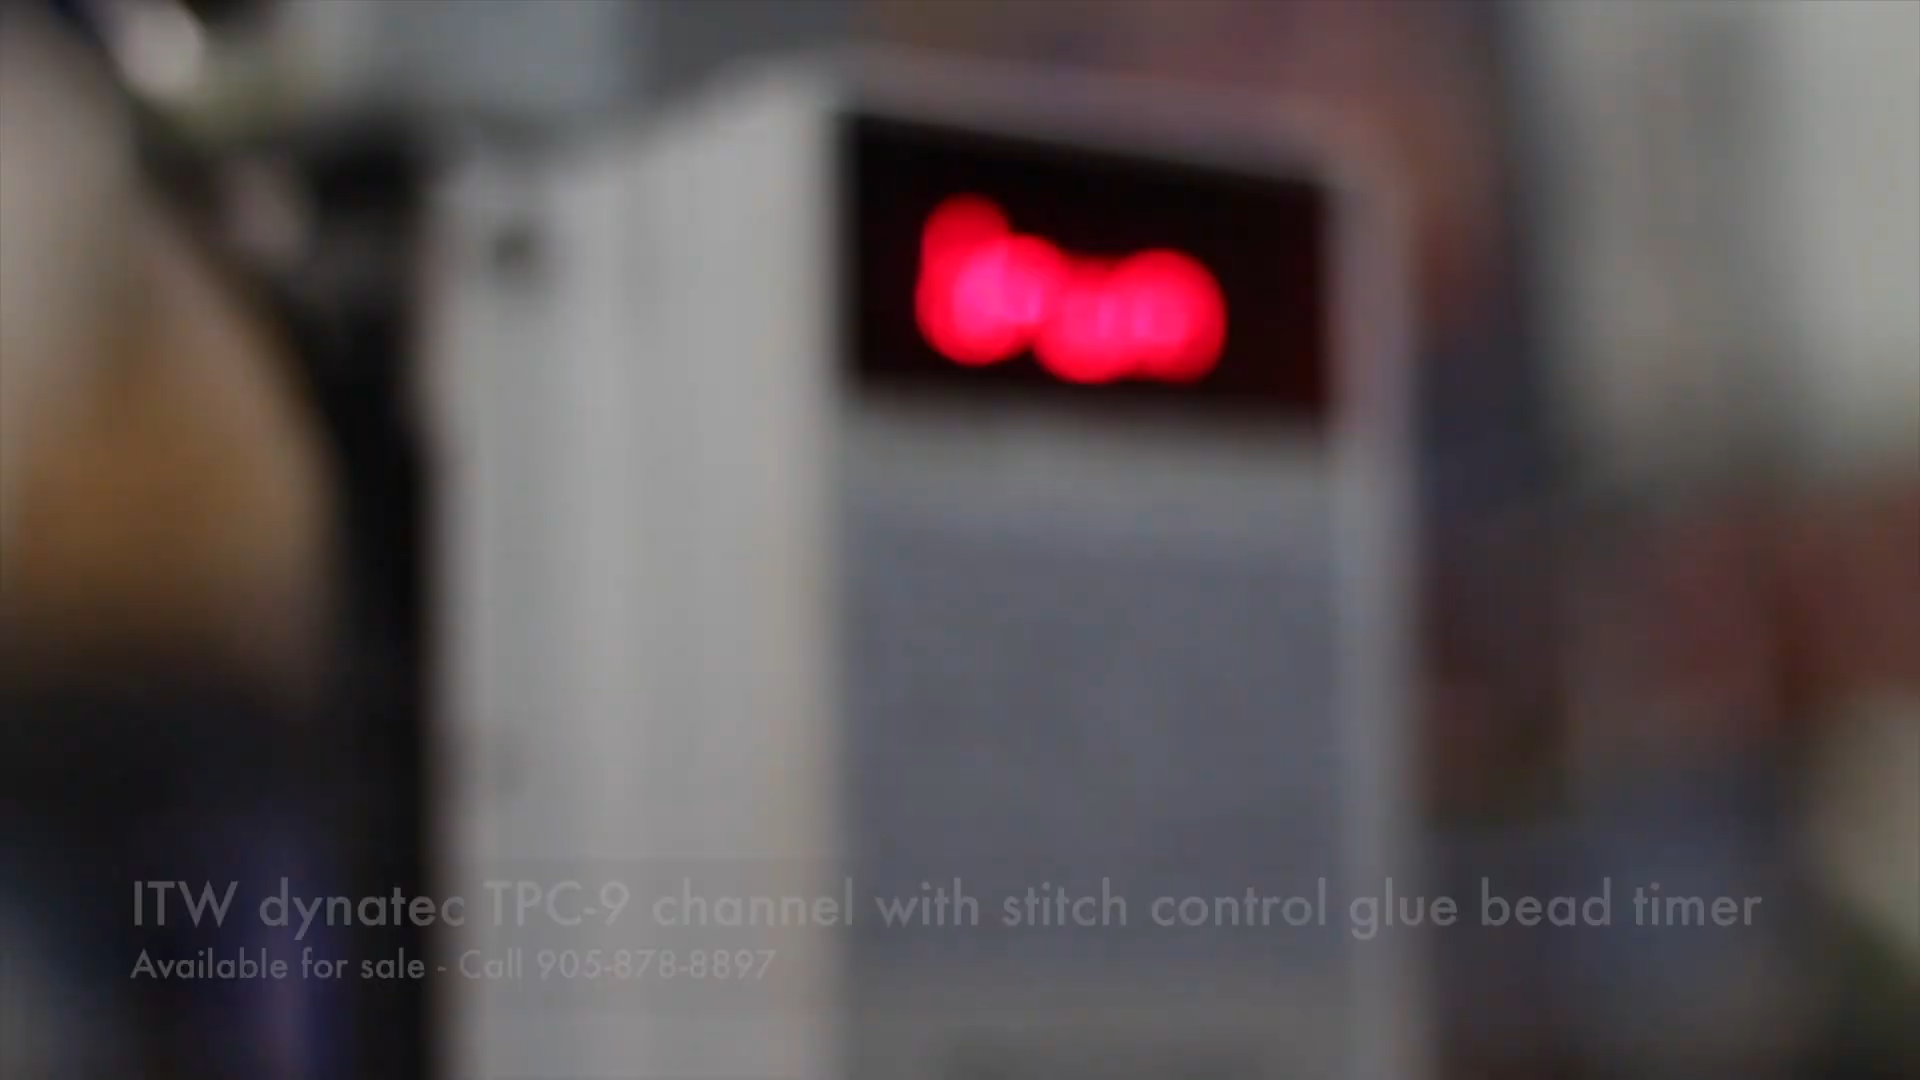 ITW dynatec TPC-9 channel with stitch control glue bead timer
Available for sale - Call 905-878-8897